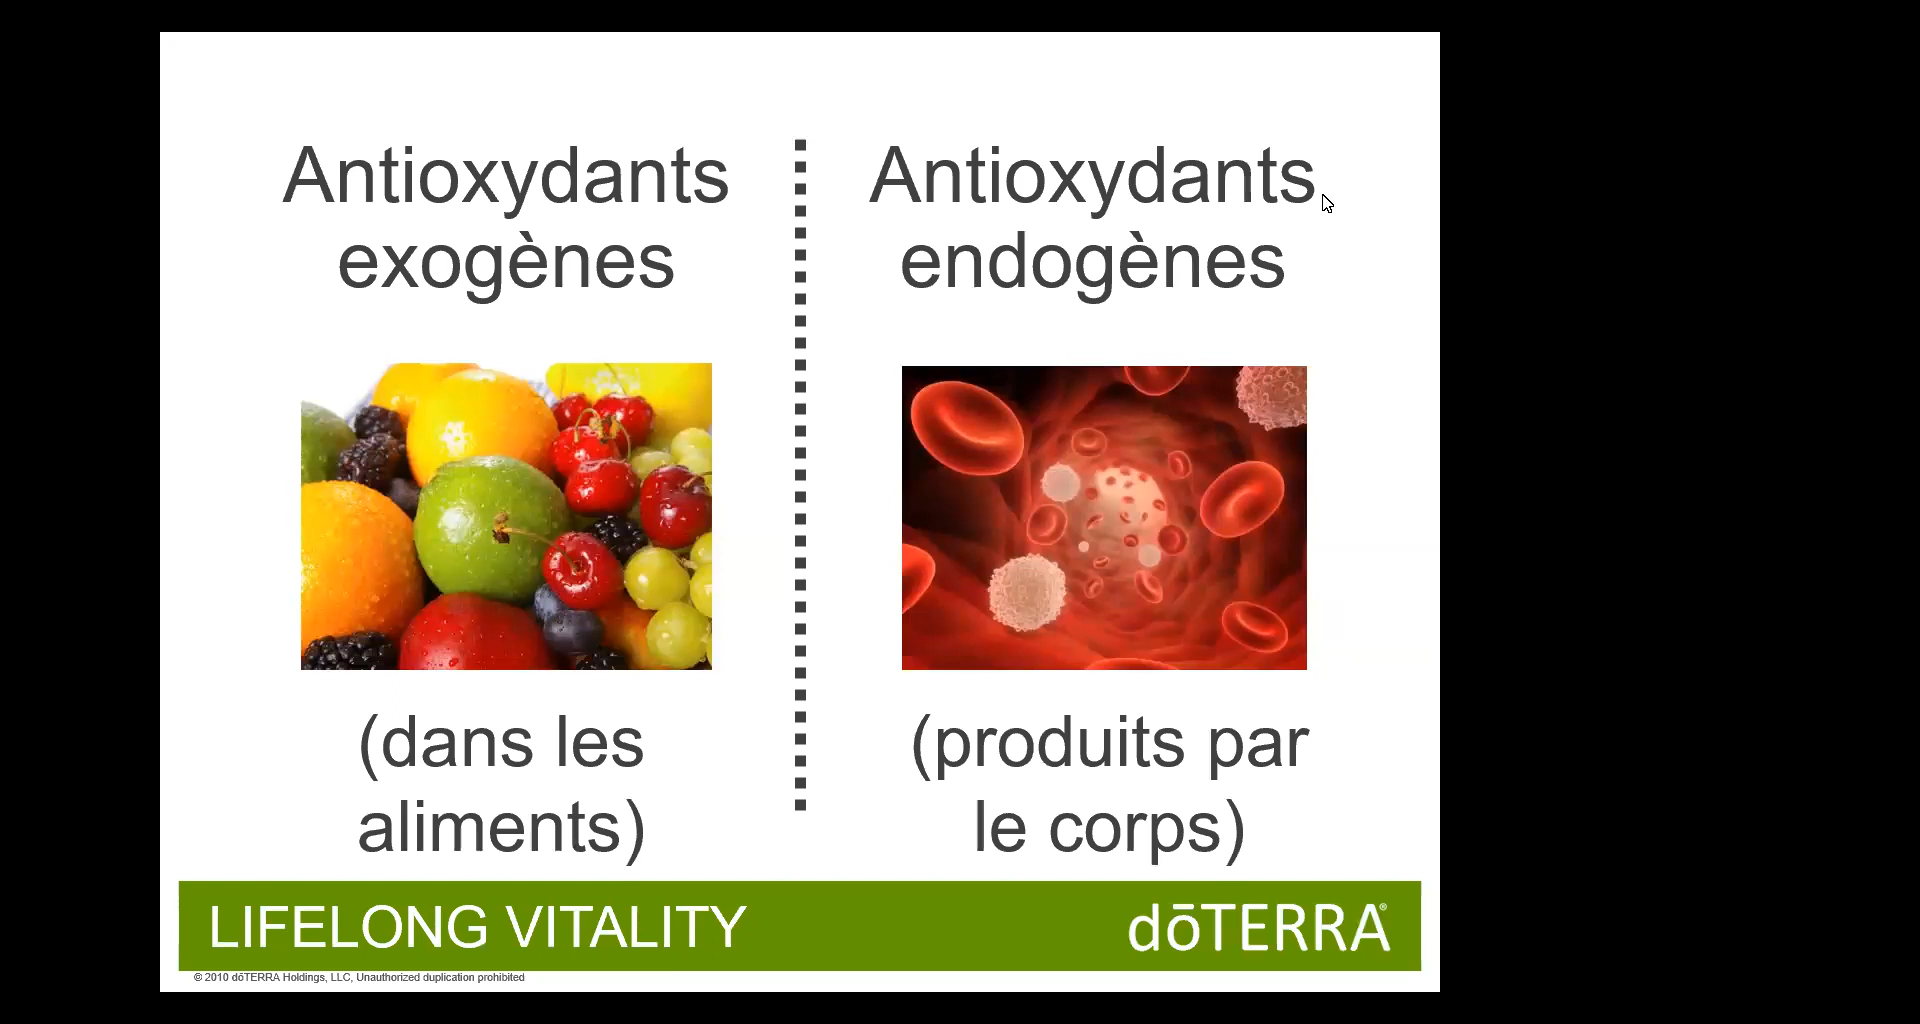 Antioxydants
exogènes
(dans les
aliments)
Antioxydants
endogènes
(produits par
le corps)
LIFELONG VITALITY
dōTERRA®
© 2010 dōTERRA Holdings, LLC, Unauthorized duplication prohibited